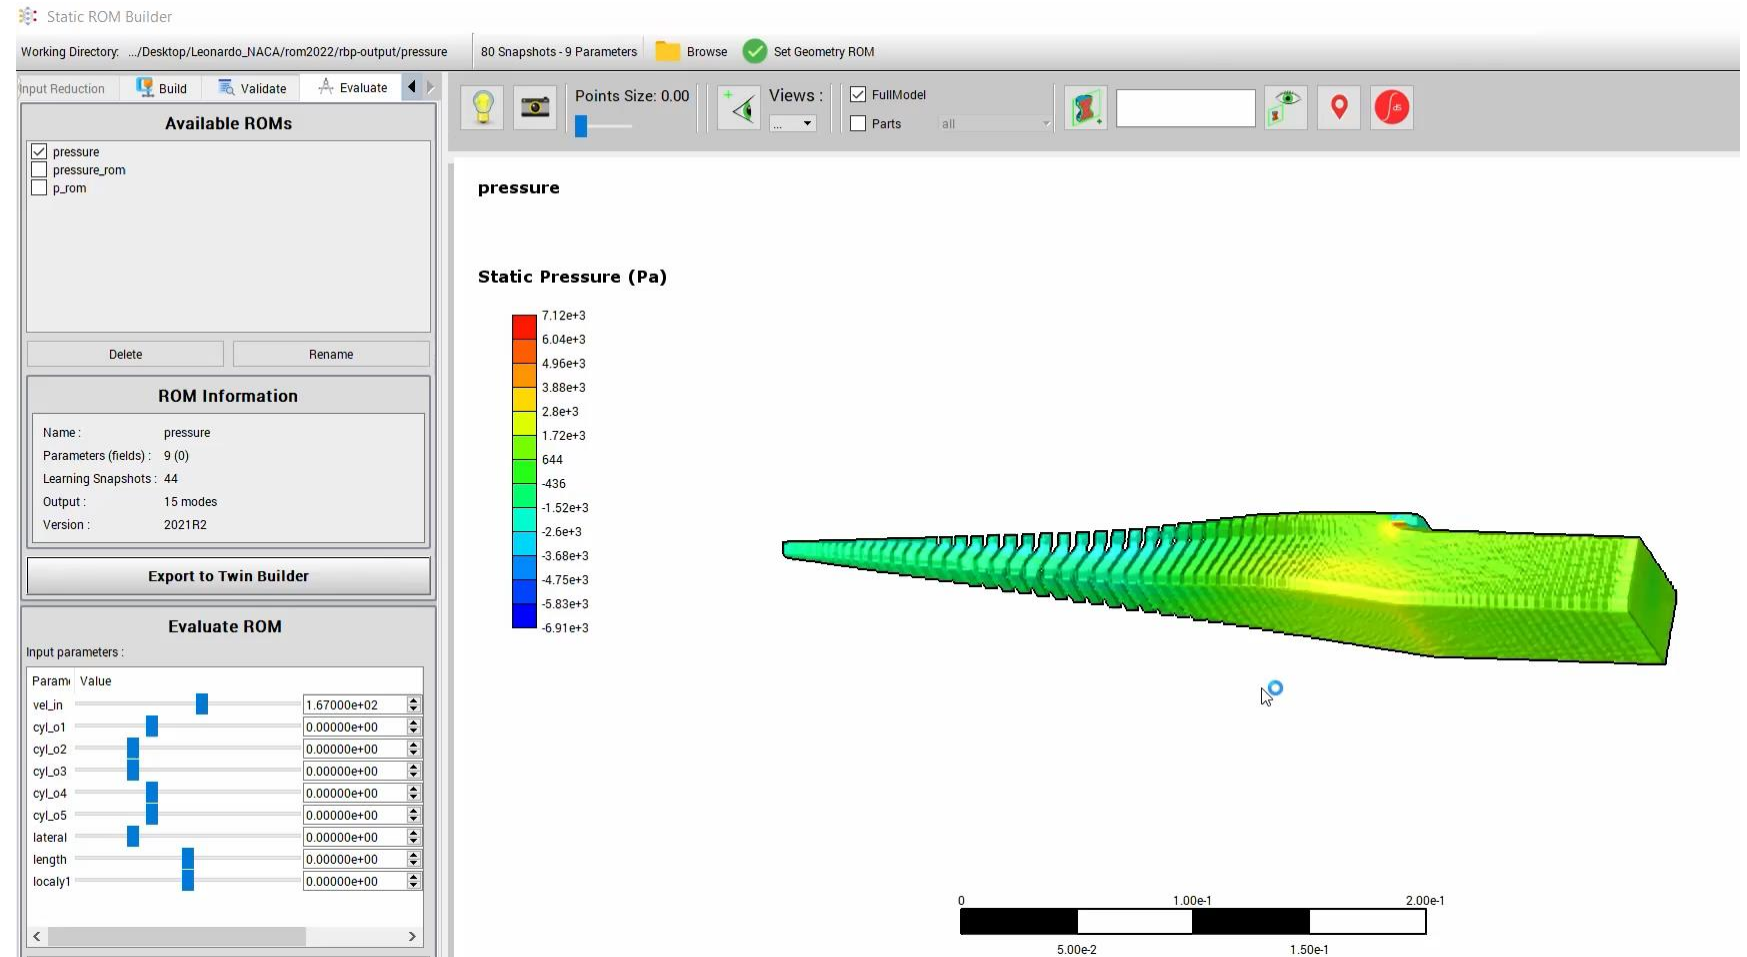 Static ROM Builder
Working Directory: .../Desktop/Leonardo_NACA/rom2022/rbp-output/pressure
80 Snapshots - 9 Parameters
Browse
Set Geometry ROM
nput Reduction
Build
Validate
Evaluate
Points Size: 0.00
Views :
...
FullModel
Parts
all
Available ROMs
pressure
pressure_rom
p_rom
Delete
Rename
ROM Information
Name : pressure
Parameters (fields) : 9 (0)
Learning Snapshots : 44
Output : 15 modes
Version : 2021R2
Export to Twin Builder
Evaluate ROM
Input parameters :
Param Value
vel_in 1.67000e+02
cyl_o1 0.00000e+00
cyl_o2 0.00000e+00
cyl_o3 0.00000e+00
cyl_o4 0.00000e+00
cyl_o5 0.00000e+00
lateral 0.00000e+00
length 0.00000e+00
localy1 0.00000e+00
pressure
Static Pressure (Pa)
7.12e+3
6.04e+3
4.96e+3
3.88e+3
2.8e+3
1.72e+3
644
-436
-1.52e+3
-2.6e+3
-3.68e+3
-4.75e+3
-5.83e+3
-6.91e+3
0 1.00e-1 2.00e-1
5.00e-2 1.50e-1